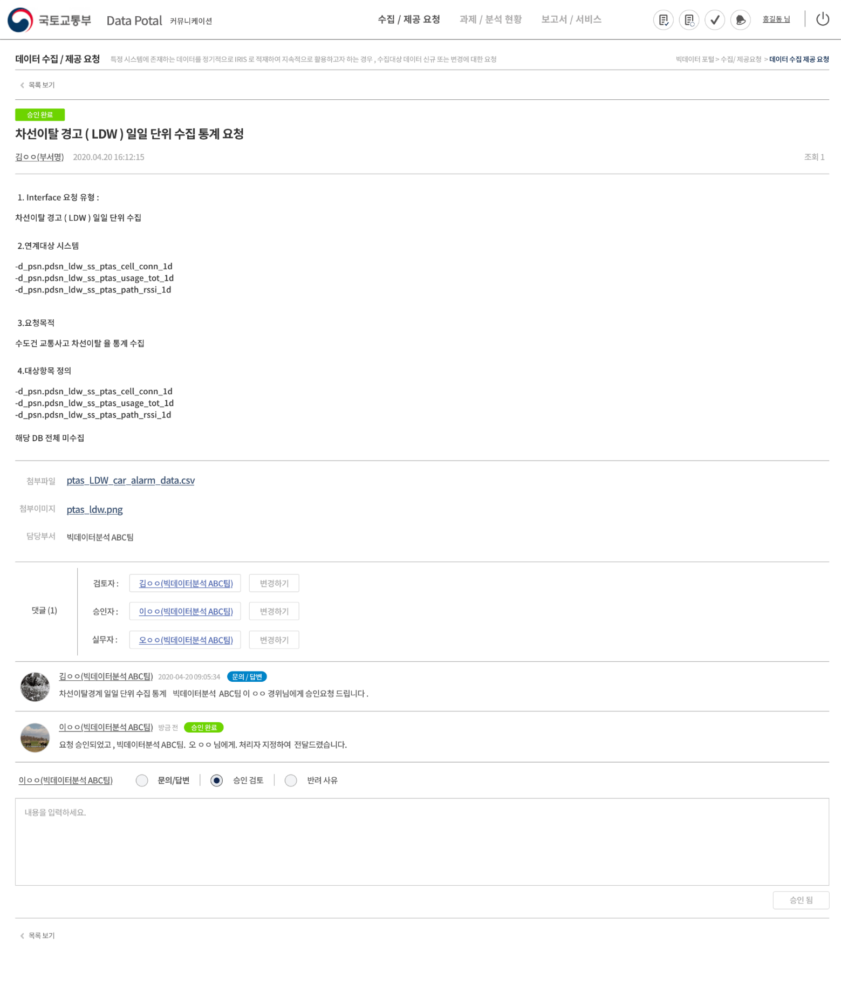 국토교통부 Data Potal 커뮤니케이션
수집 / 제공 요청 과제 / 분석 현황 보고서 / 서비스
홍길동 님
데이터 수집 / 제공 요청 특정 시스템에 존재하는 데이터를 정기적으로 IRIS 로 적재하여 지속적으로 활용하고자 하는 경우 , 수집대상 데이터 신규 또는 변경에 대한 요청
빅데이터 포털 > 수집/ 제공요청 > 데이터 수집 제공 요청
목록 보기
승인 완료
차선이탈 경고 ( LDW ) 일일 단위 수집 통계 요청
김ㅇㅇ(부서명) 2020.04.20 16:12:15
조회 1
1. Interface 요청 유형 :
차선이탈 경고 ( LDW ) 일일 단위 수집
2.연계대상 시스템
-d_psn.pdsn_ldw_ss_ptas_cell_conn_1d
-d_psn.pdsn_ldw_ss_ptas_usage_tot_1d
-d_psn.pdsn_ldw_ss_ptas_path_rssi_1d
3.요청목적
수도건 교통사고 차선이탈 율 통계 수집
4.대상항목 정의
-d_psn.pdsn_ldw_ss_ptas_cell_conn_1d
-d_psn.pdsn_ldw_ss_ptas_usage_tot_1d
-d_psn.pdsn_ldw_ss_ptas_path_rssi_1d
해당 DB 전체 미수집
첨부파일 ptas_LDW_car_alarm_data.csv
첨부이미지 ptas_ldw.png
담당부서 빅데이터분석 ABC팀
댓글 (1)
검토자 : 김ㅇㅇ(빅데이터분석 ABC팀) 변경하기
승인자 : 이ㅇㅇ(빅데이터분석 ABC팀) 변경하기
실무자 : 오ㅇㅇ(빅데이터분석 ABC팀) 변경하기
김ㅇㅇ(빅데이터분석 ABC팀) 2020-04-20 09:05:34 문의 / 답변
차선이탈경계 일일 단위 수집 통계 빅데이터분석 ABC팀 이 ㅇㅇ 경위님에게 승인요청 드립니다 .
이ㅇㅇ(빅데이터분석 ABC팀) 방금 전 승인 완료
요청 승인되었고 , 빅데이터분석 ABC팀. 오 ㅇㅇ 님에게. 처리자 지정하여 전달드렸습니다.
이ㅇㅇ(빅데이터분석 ABC팀) 문의/답변 승인 검토 반려 사유
내용을 입력하세요.
승인 됨
목록 보기